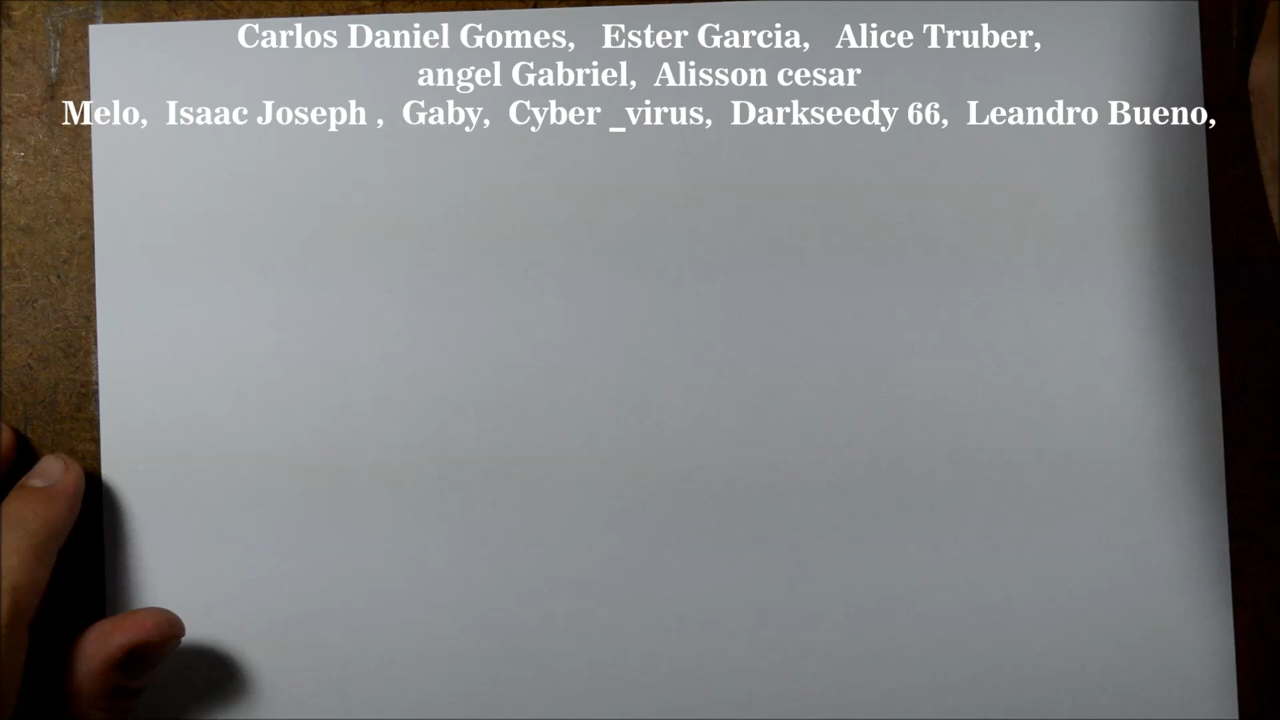 Carlos Daniel Gomes, Ester Garcia, Alice Truber,
angel Gabriel, Alisson cesar
Melo, Isaac Joseph , Gaby, Cyber _virus, Darkseedy 66, Leandro Bueno,